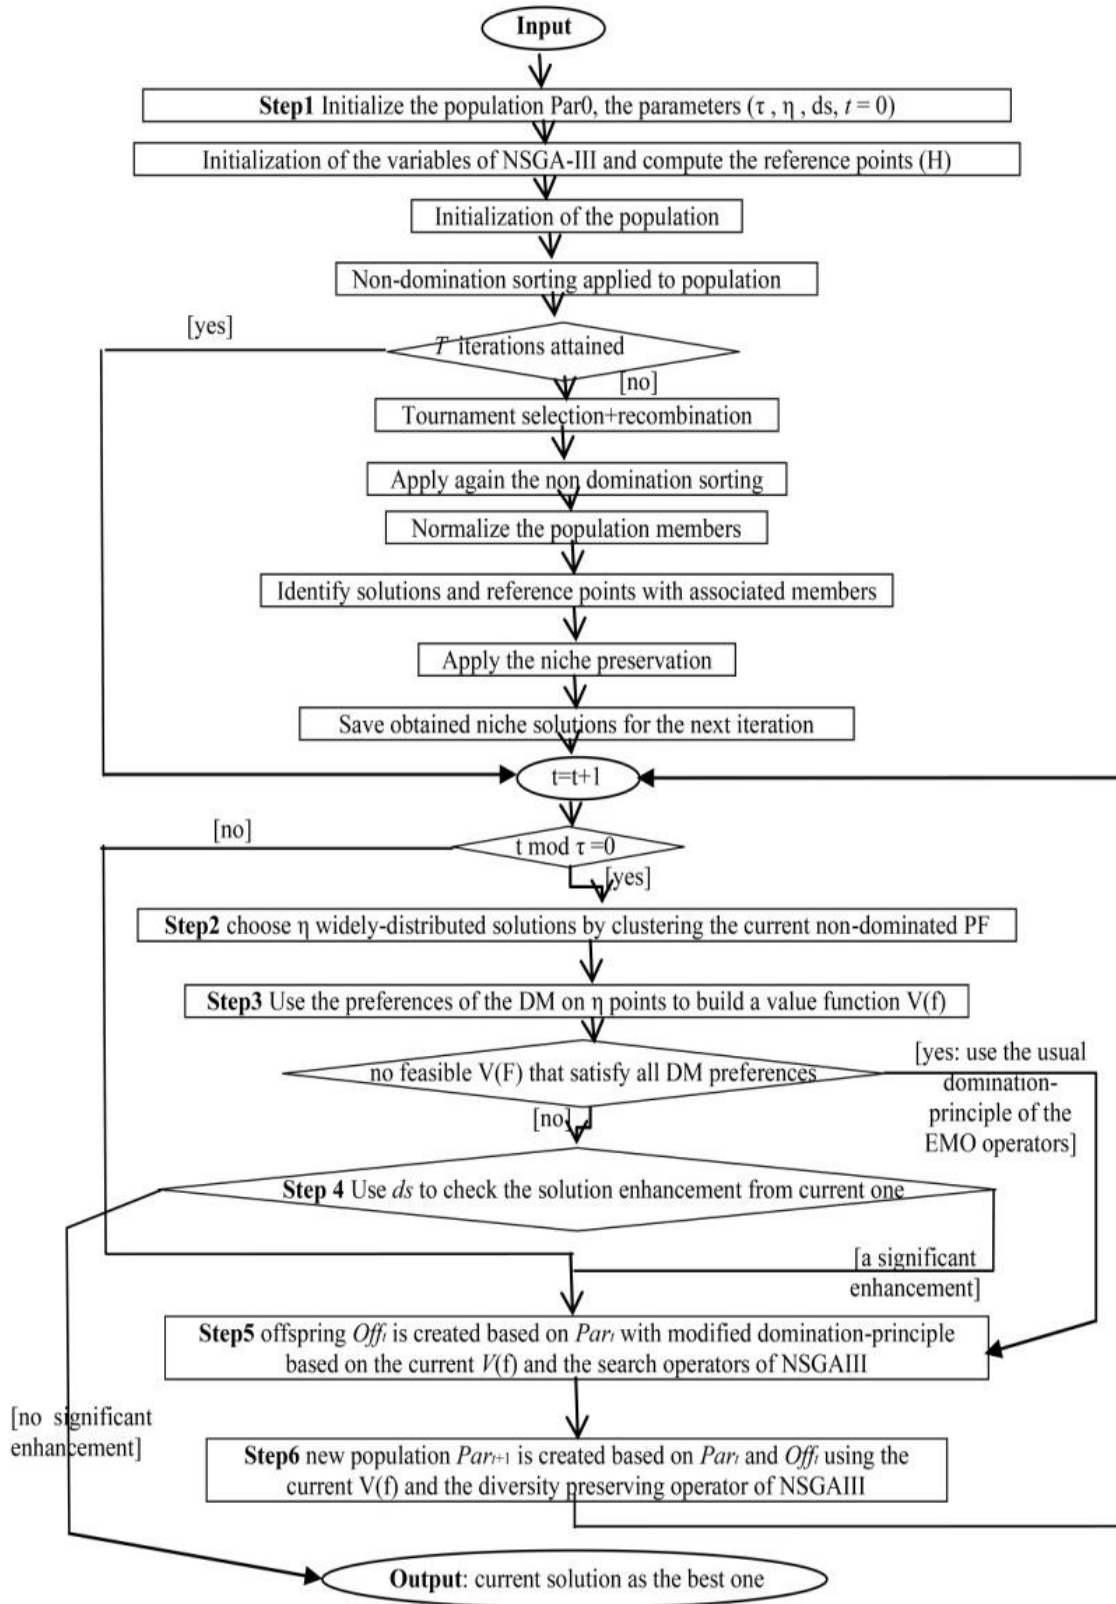 Input
Step1 Initialize the population Par0, the parameters (τ , η , ds, t = 0)
Initialization of the variables of NSGA-III and compute the reference points (H)
Initialization of the population
Non-domination sorting applied to population
[yes]
T iterations attained
[no]
Tournament selection+recombination
Apply again the non domination sorting
Normalize the population members
Identify solutions and reference points with associated members
Apply the niche preservation
Save obtained niche solutions for the next iteration
t=t+1
[no]
t mod τ =0
[yes]
Step2 choose η widely-distributed solutions by clustering the current non-dominated PF
Step3 Use the preferences of the DM on η points to build a value function V(f)
no feasible V(F) that satisfy all DM preferences
[yes: use the usual
domination-
principle of the
EMO operators]
[no]
Step 4 Use ds to check the solution enhancement from current one
[a significant
enhancement]
Step5 offspring Offt is created based on Part with modified domination-principle
based on the current V(f) and the search operators of NSGAIII
[no significant
enhancement]
Step6 new population Part+1 is created based on Part and Offt using the
current V(f) and the diversity preserving operator of NSGAIII
Output: current solution as the best one